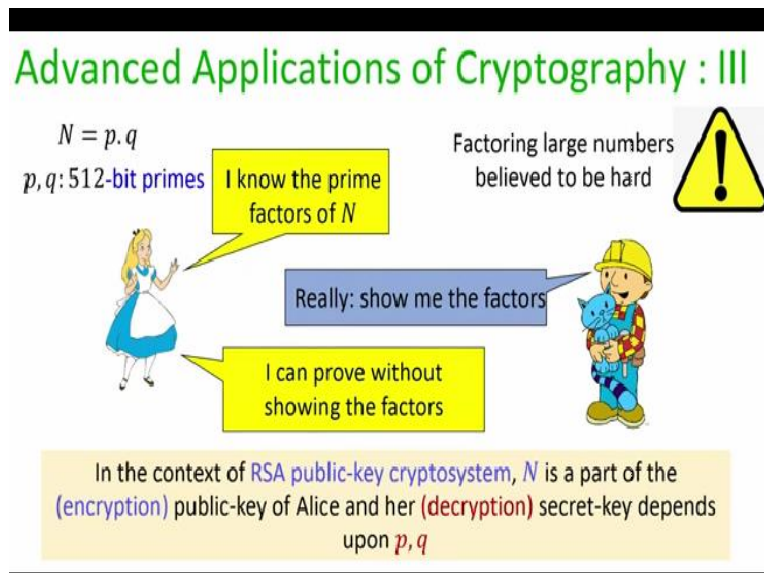 Advanced Applications of Cryptography : III
N = p.q
p, q: 512-bit primes
I know the prime
factors of N
Factoring large numbers
believed to be hard
Really: show me the factors
I can prove without
showing the factors
In the context of RSA public-key cryptosystem, N is a part of the
(encryption) public-key of Alice and her (decryption) secret-key depends
upon p, q